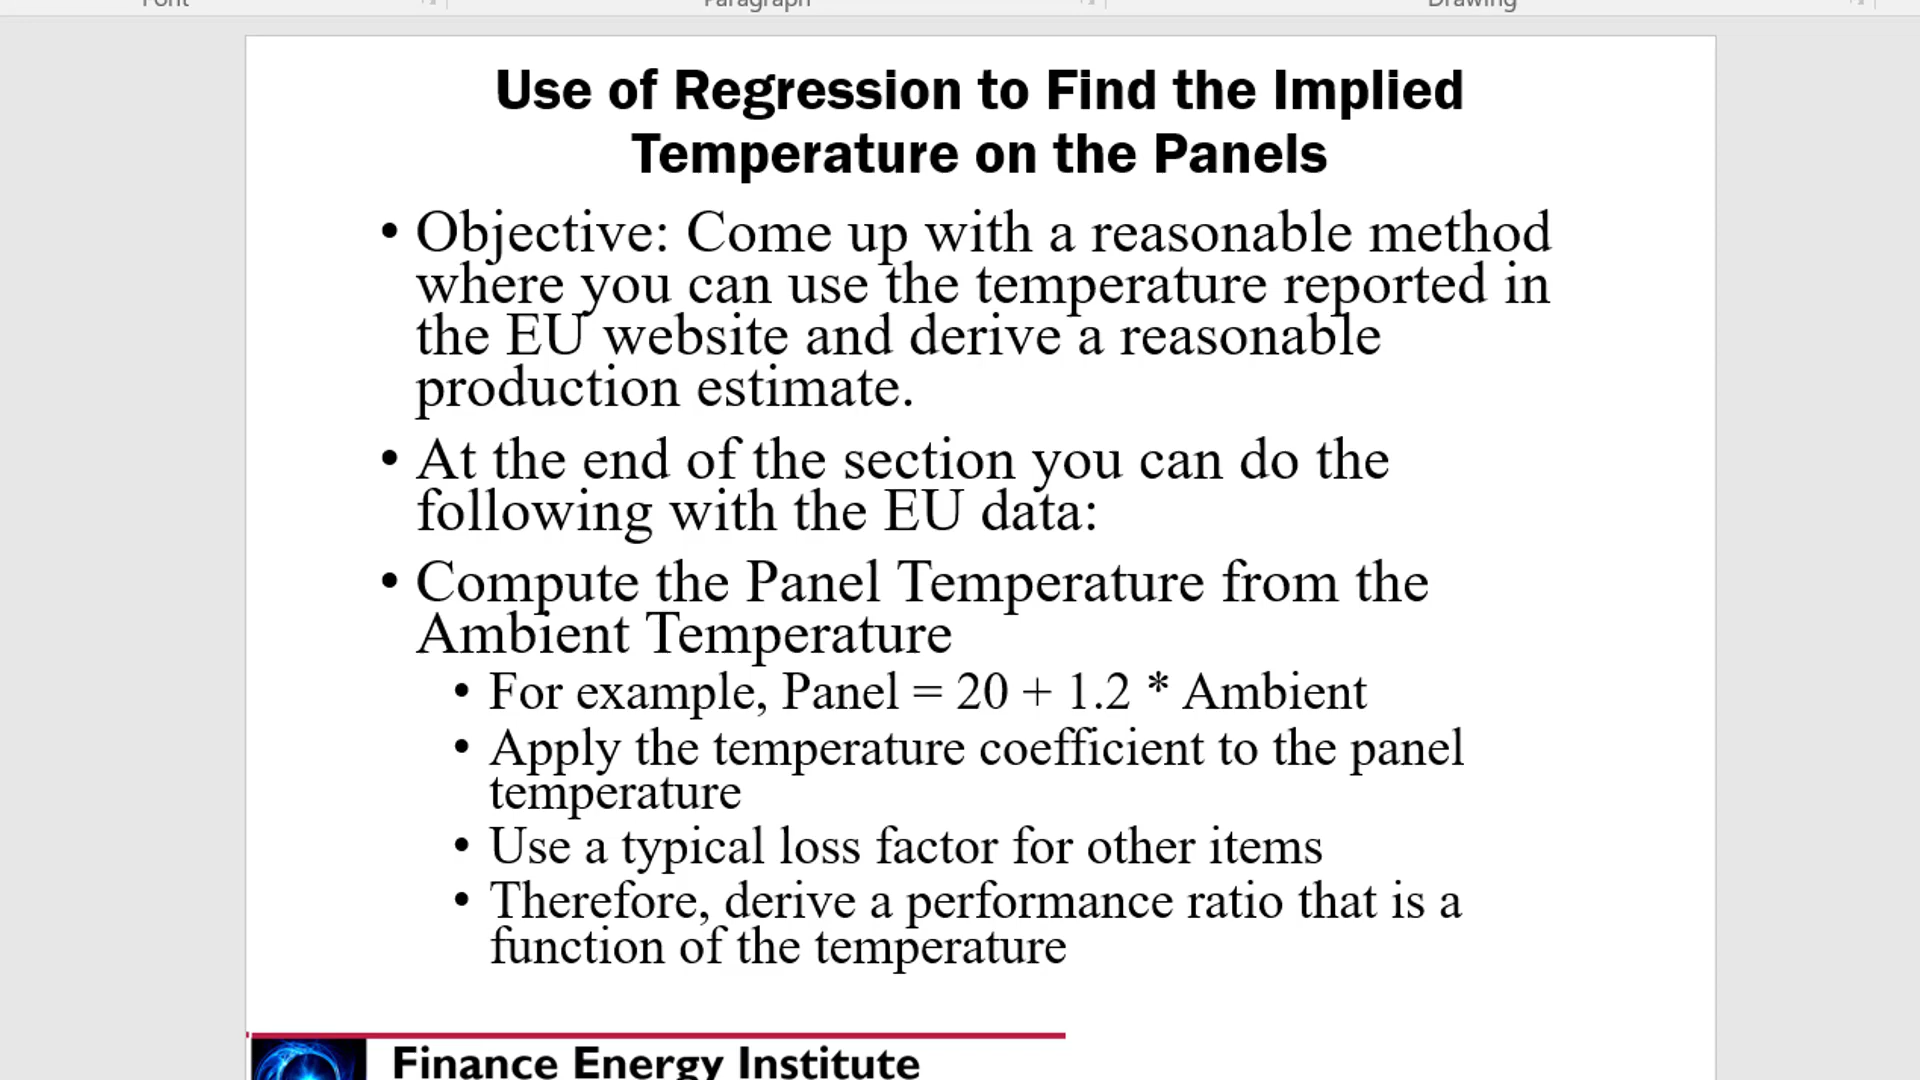 Font Paragraph Drawing
Use of Regression to Find the Implied
Temperature on the Panels
• Objective: Come up with a reasonable method
where you can use the temperature reported in
the EU website and derive a reasonable
production estimate.
• At the end of the section you can do the
following with the EU data:
• Compute the Panel Temperature from the
Ambient Temperature
• For example, Panel = 20 + 1.2 * Ambient
• Apply the temperature coefficient to the panel
temperature
• Use a typical loss factor for other items
• Therefore, derive a performance ratio that is a
function of the temperature
Finance Energy Institute